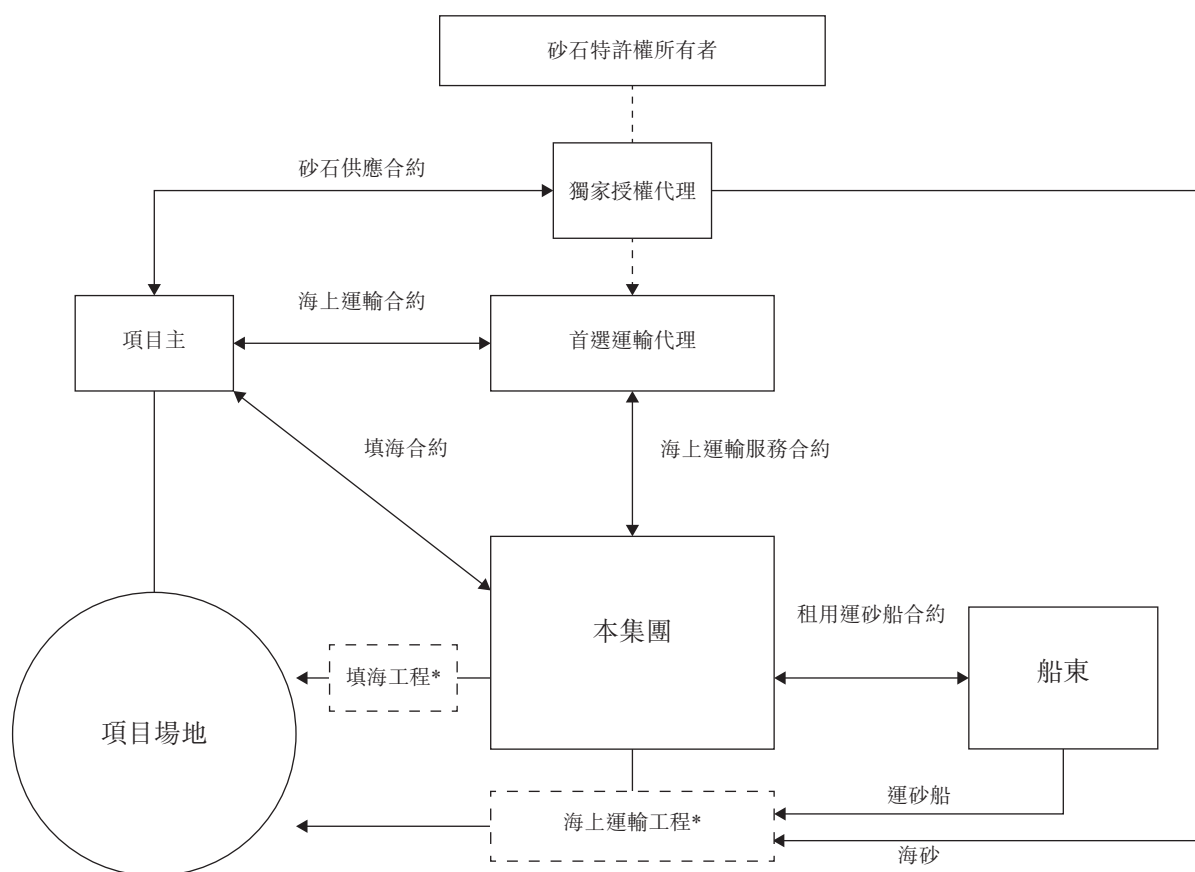 砂石特許權所有者
砂石供應合約
獨家授權代理
海上運輸合約
項目主
首選運輸代理
填海合約
海上運輸服務合約
本集團
租用運砂船合約
船東
填海工程*
項目場地
運砂船
海上運輸工程*
海砂